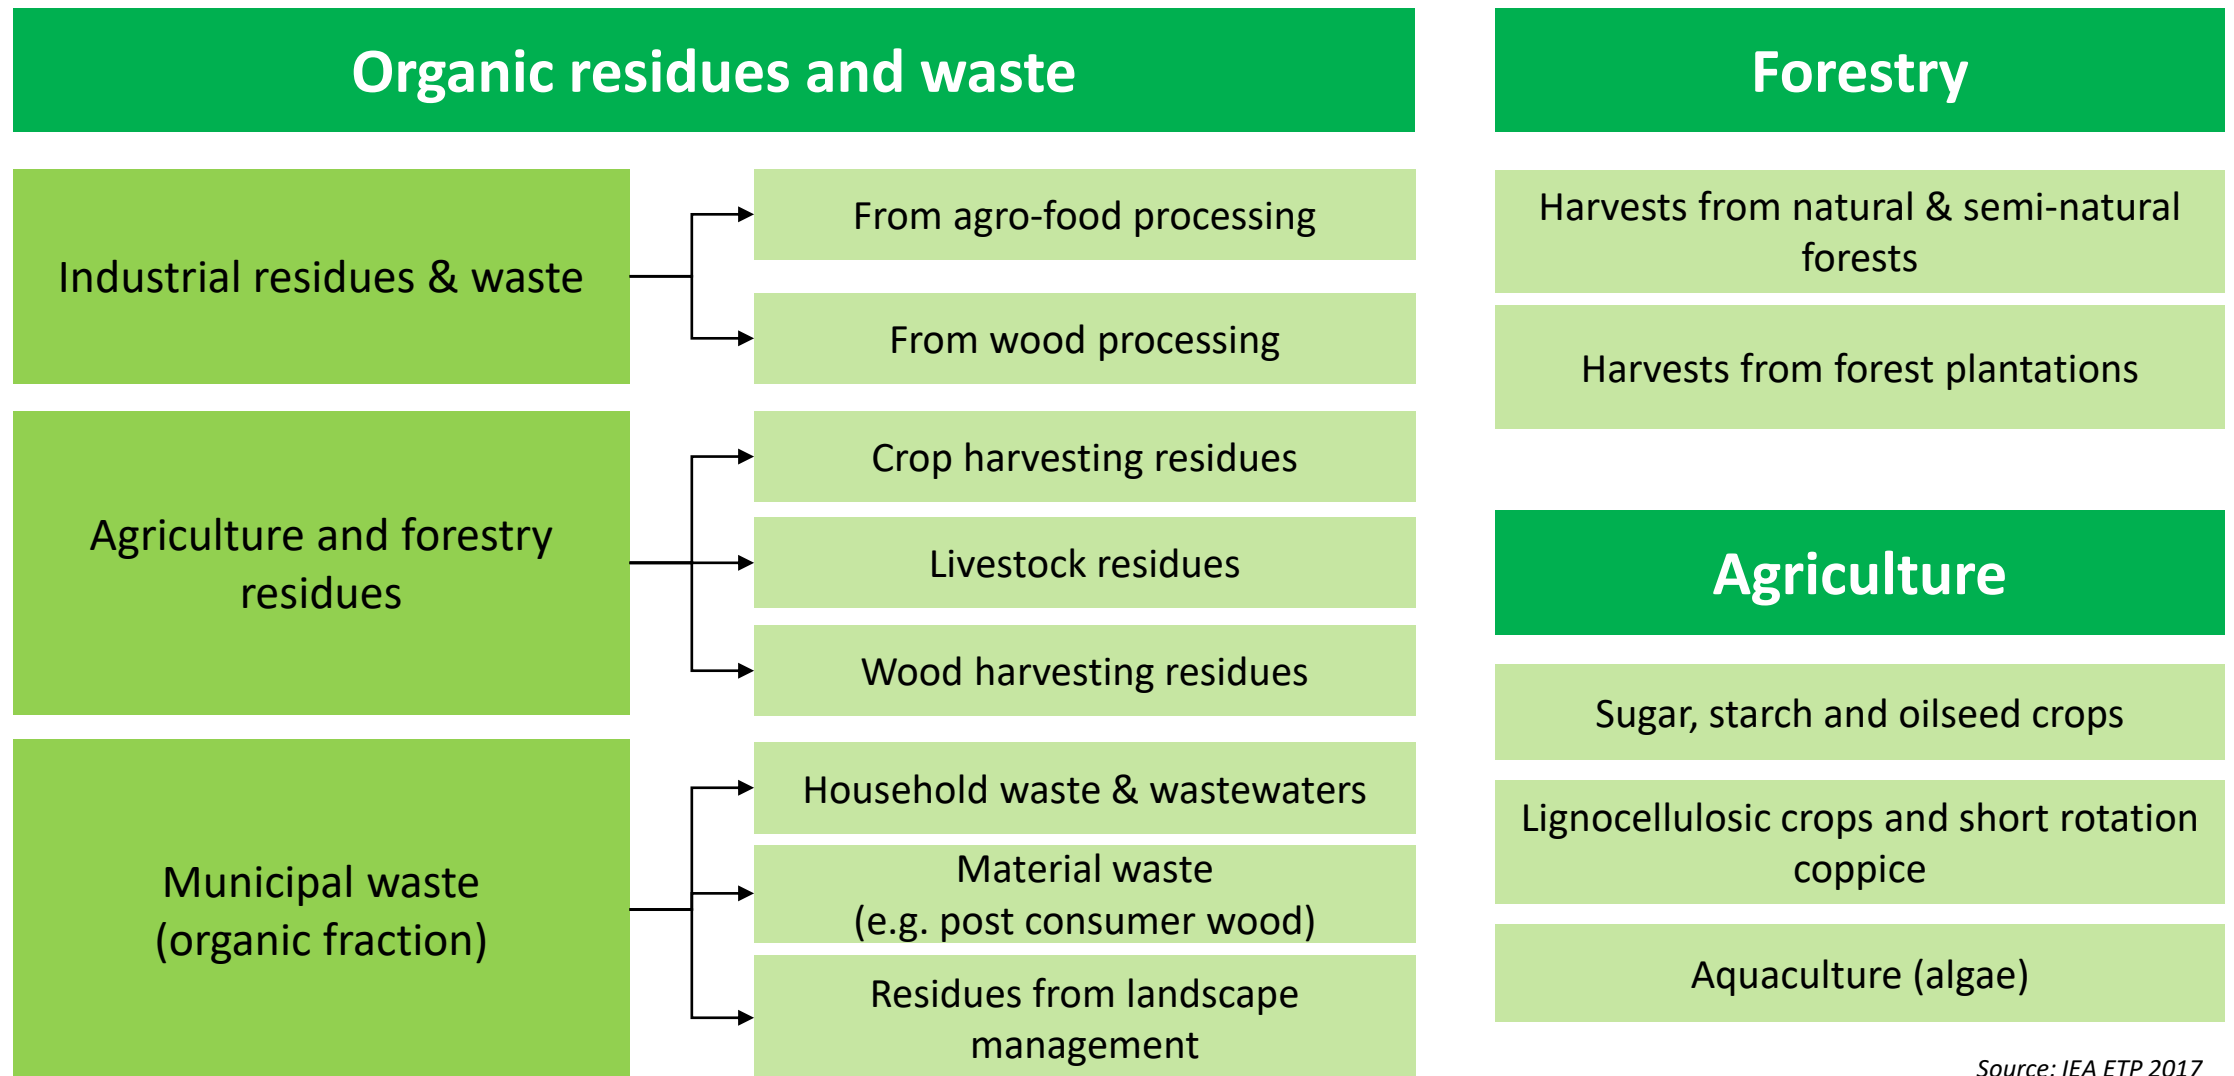 Organic residues and waste
Industrial residues & waste
From agro-food processing
From wood processing
Agriculture and forestry
residues
Crop harvesting residues
Livestock residues
Wood harvesting residues
Municipal waste
(organic fraction)
Household waste & wastewaters
Material waste
(e.g. post consumer wood)
Residues from landscape
management
Forestry
Harvests from natural & semi-natural
forests
Harvests from forest plantations
Agriculture
Sugar, starch and oilseed crops
Lignocellulosic crops and short rotation
coppice
Aquaculture (algae)
Source: IEA ETP 2017